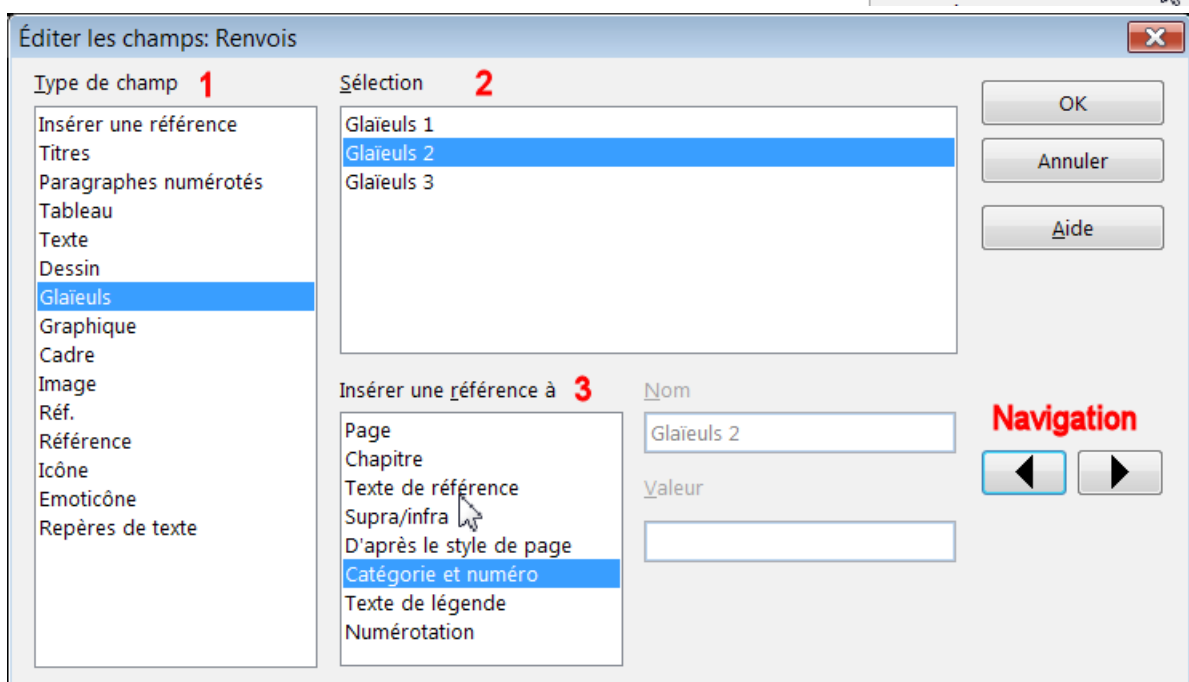 Éditer les champs: Renvois
Type de champ 1
Insérer une référence
Titres
Paragraphes numérotés
Tableau
Texte
Dessin
Glaïeuls
Graphique
Cadre
Image
Réf.
Référence
Icône
Emoticône
Repères de texte
Sélection 2
Glaïeuls 1
Glaïeuls 2
Glaïeuls 3
Insérer une référence à 3
Page
Chapitre
Texte de référence
Supra/infra
D'après le style de page
Catégorie et numéro
Texte de légende
Numérotation
Nom
Glaïeuls 2
Valeur
OK
Annuler
Aide
Navigation